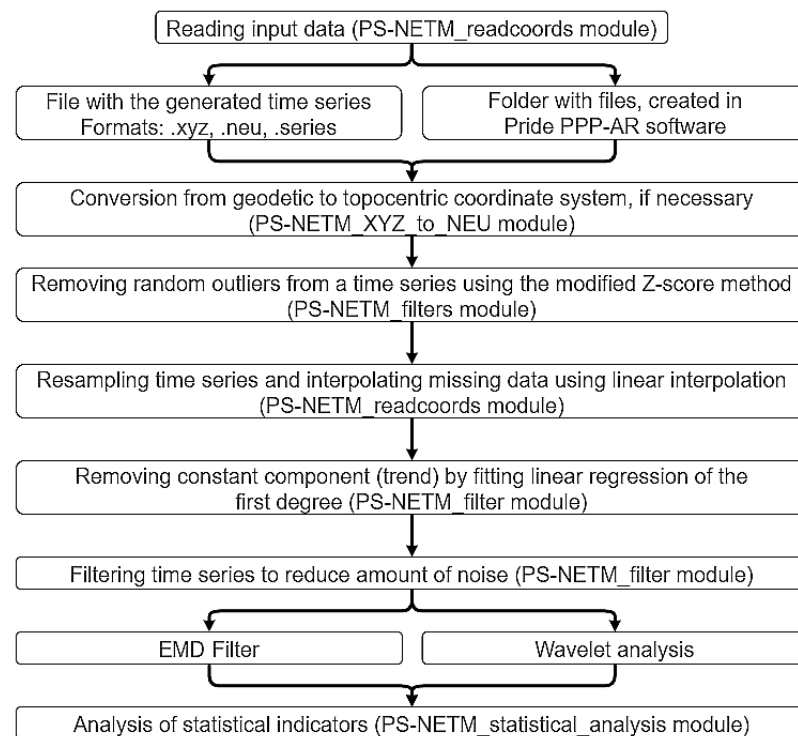 Reading input data (PS-NETM_readcoords module)
File with the generated time series
Formats: .xyz, .neu, .series
Folder with files, created in
Pride PPP-AR software
Conversion from geodetic to topocentric coordinate system, if necessary
(PS-NETM_XYZ_to_NEU module)
Removing random outliers from a time series using the modified Z-score method
(PS-NETM_filters module)
Resampling time series and interpolating missing data using linear interpolation
(PS-NETM_readcoords module)
Removing constant component (trend) by fitting linear regression of the
first degree (PS-NETM_filter module)
Filtering time series to reduce amount of noise (PS-NETM_filter module)
EMD Filter
Wavelet analysis
Analysis of statistical indicators (PS-NETM_statistical_analysis module)